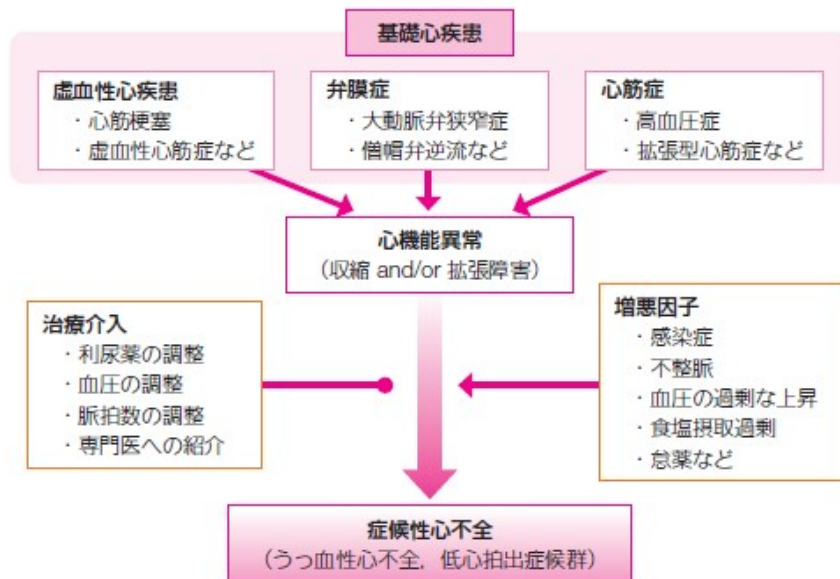 基礎心疾患
虚血性心疾患
・心筋梗塞
・虚血性心筋症など
弁膜症
・大動脈弁狭窄症
・僧帽弁逆流など
心筋症
・高血圧症
・拡張型心筋症など
心機能異常
（収縮 and/or 拡張障害）
治療介入
・利尿薬の調整
・血圧の調整
・脈拍数の調整
・専門医への紹介
増悪因子
・感染症
・不整脈
・血圧の過剰な上昇
・食塩摂取過剰
・怠薬など
症候性心不全
（うっ血性心不全，低心拍出症候群）